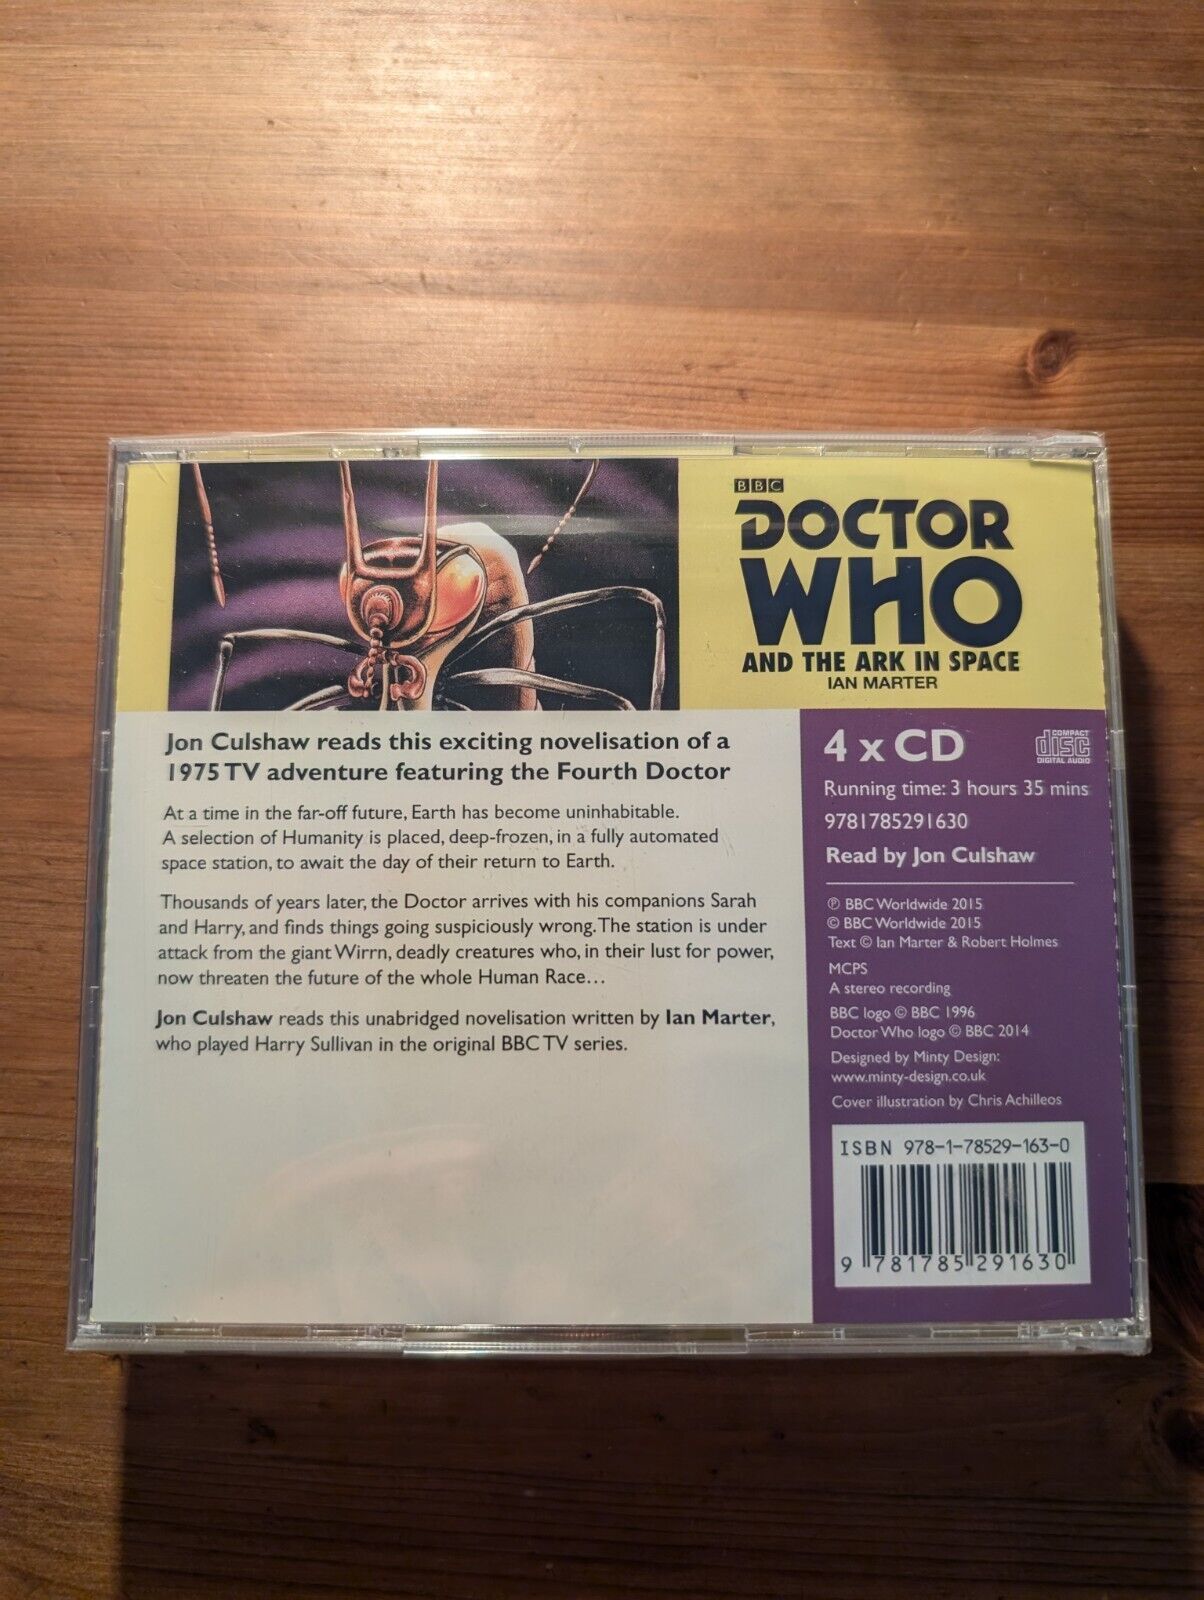 BBC
DOCTOR
WHO
AND THE ARK IN SPACE
IAN MARTER
Jon Culshaw reads this exciting novelisation of a
1975 TV adventure featuring the Fourth Doctor
At a time in the far-off future, Earth has become uninhabitable.
A selection of Humanity is placed, deep-frozen, in a fully automated
space station, to await the day of their return to Earth.
Thousands of years later, the Doctor arrives with his companions Sarah
and Harry, and finds things going suspiciously wrong. The station is under
attack from the giant Wirrn, deadly creatures who, in their lust for power,
now threaten the future of the whole Human Race...
Jon Culshaw reads this unabridged novelisation written by Ian Marter,
who played Harry Sullivan in the original BBC TV series.
4 x CD
COMPACT
disc
DIGITAL AUDIO
Running time: 3 hours 35 mins
9781785291630
Read by Jon Culshaw
℗ BBC Worldwide 2015
© BBC Worldwide 2015
Text © Ian Marter & Robert Holmes
MCPS
A stereo recording
BBC logo © BBC 1996
Doctor Who logo © BBC 2014
Designed by Minty Design:
www.minty-design.co.uk
Cover illustration by Chris Achilleos
ISBN 978-1-78529-163-0
9 781785 291630